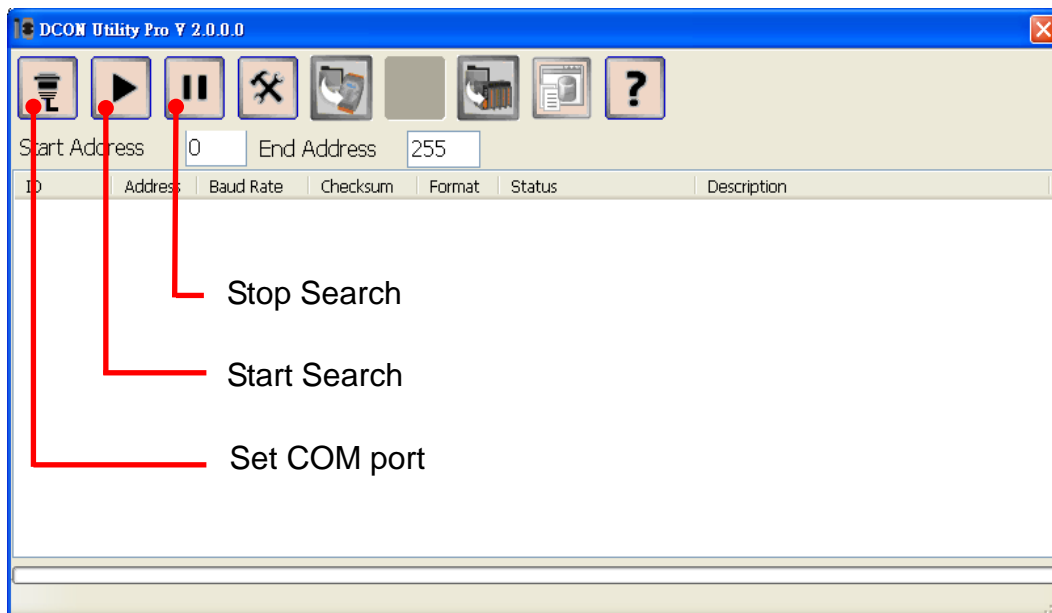 DCON Utility Pro V 2.0.0.0
?
Start Address 0 End Address 255
ID Address Baud Rate Checksum Format Status Description
Stop Search
Start Search
Set COM port